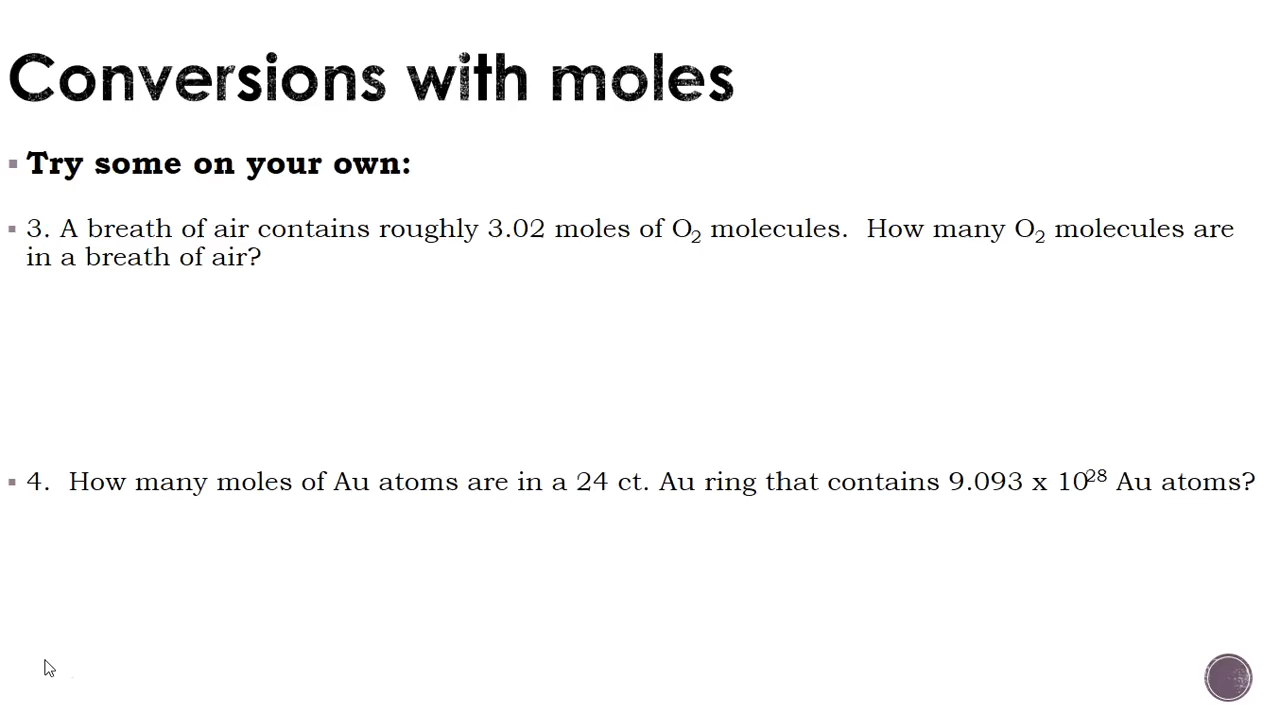 Conversions with moles
▪ Try some on your own:
▪ 3. A breath of air contains roughly 3.02 moles of O₂ molecules.  How many O₂ molecules are
in a breath of air?
▪ 4.  How many moles of Au atoms are in a 24 ct. Au ring that contains 9.093 x 10²⁸ Au atoms?